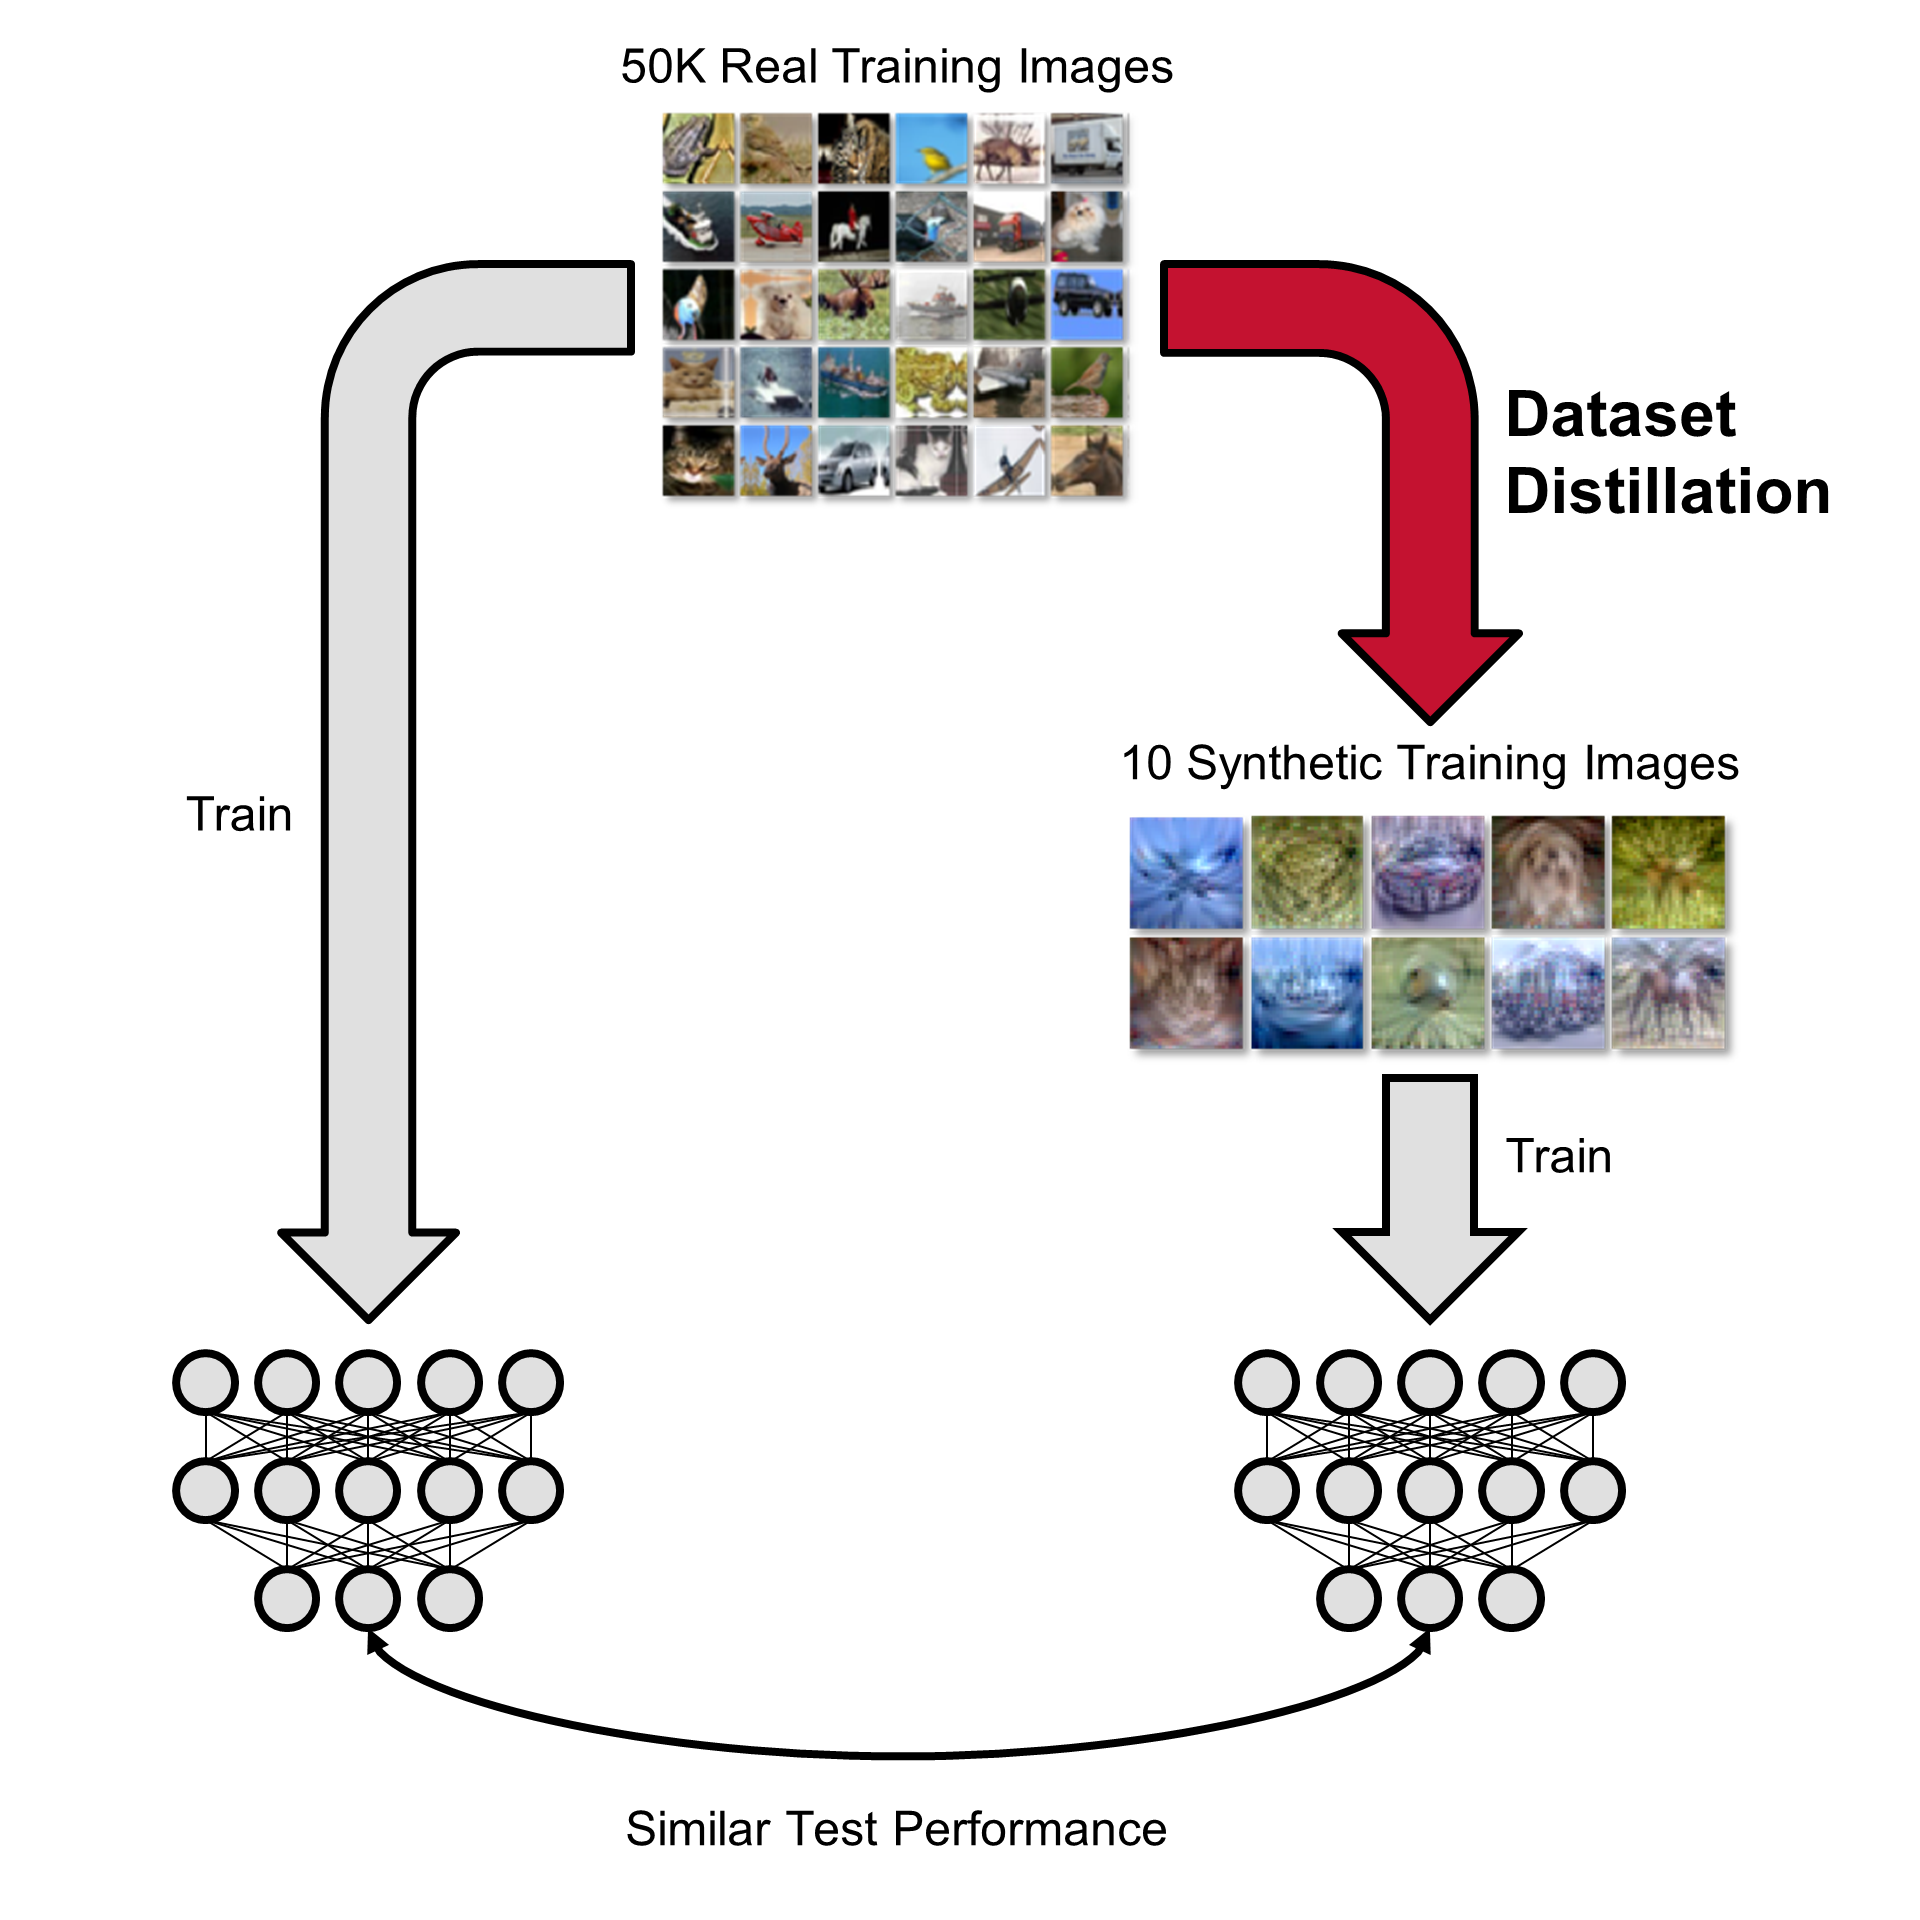 50K Real Training Images
Dataset
Distillation
10 Synthetic Training Images
Train
Train
Similar Test Performance